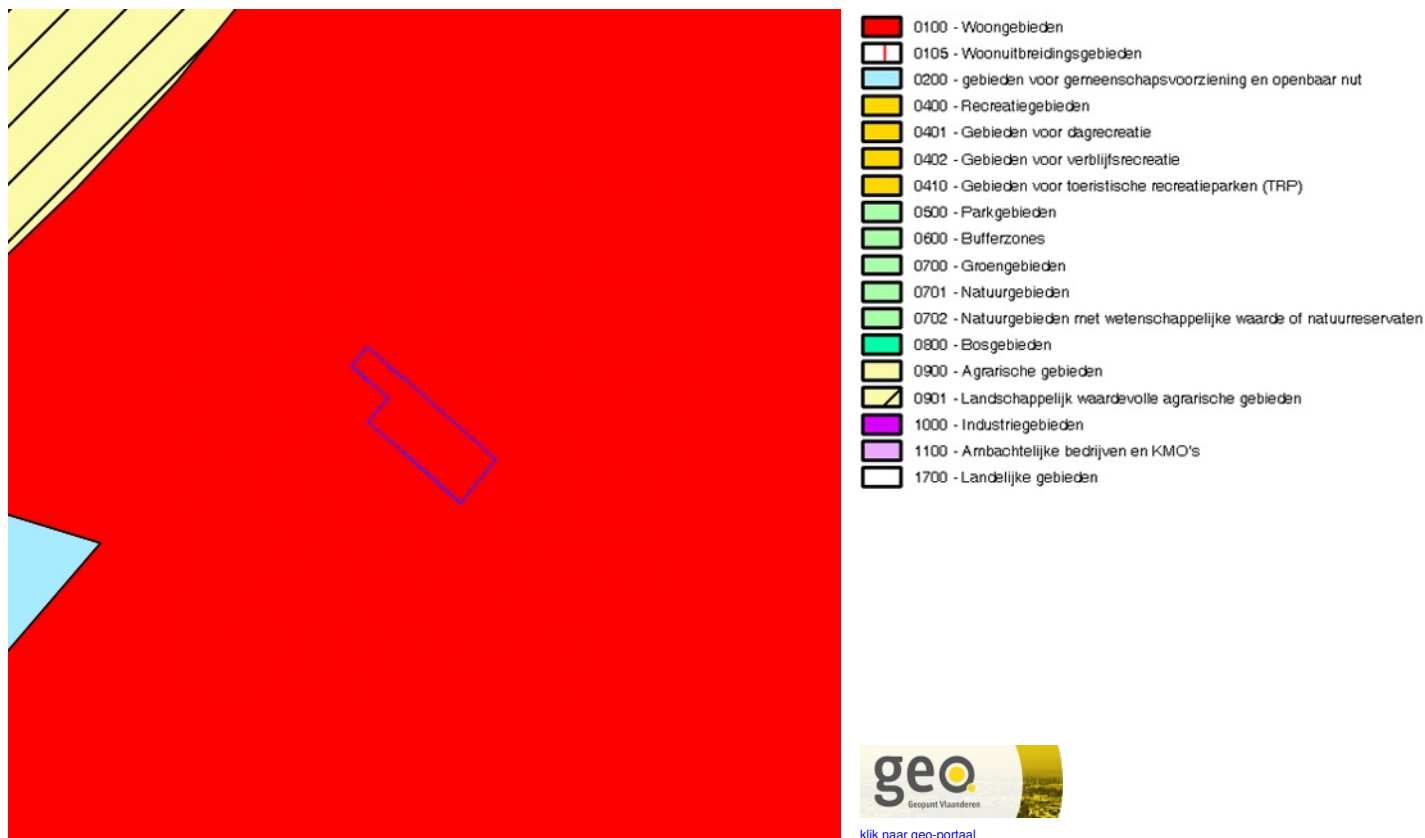 0100 - Woongebieden
0105 - Woonuitbreidingsgebieden
0200 - gebieden voor gemeenschapsvoorziening en openbaar nut
0400 - Recreatiegebieden
0401 - Gebieden voor dagrecreatie
0402 - Gebieden voor verblijfsrecreatie
0410 - Gebieden voor toeristische recreatieparken (TRP)
0500 - Parkgebieden
0600 - Bufferzones
0700 - Groengebieden
0701 - Natuurgebieden
0702 - Natuurgebieden met wetenschappelijke waarde of natuurreservaten
0800 - Bosgebieden
0900 - Agrarische gebieden
0901 - Landschappelijk waardevolle agrarische gebieden
1000 - Industriegebieden
1100 - Ambachtelijke bedrijven en KMO's
1700 - Landelijke gebieden
geo.
Geopunt Vlaanderen
klik naar geo-portaal